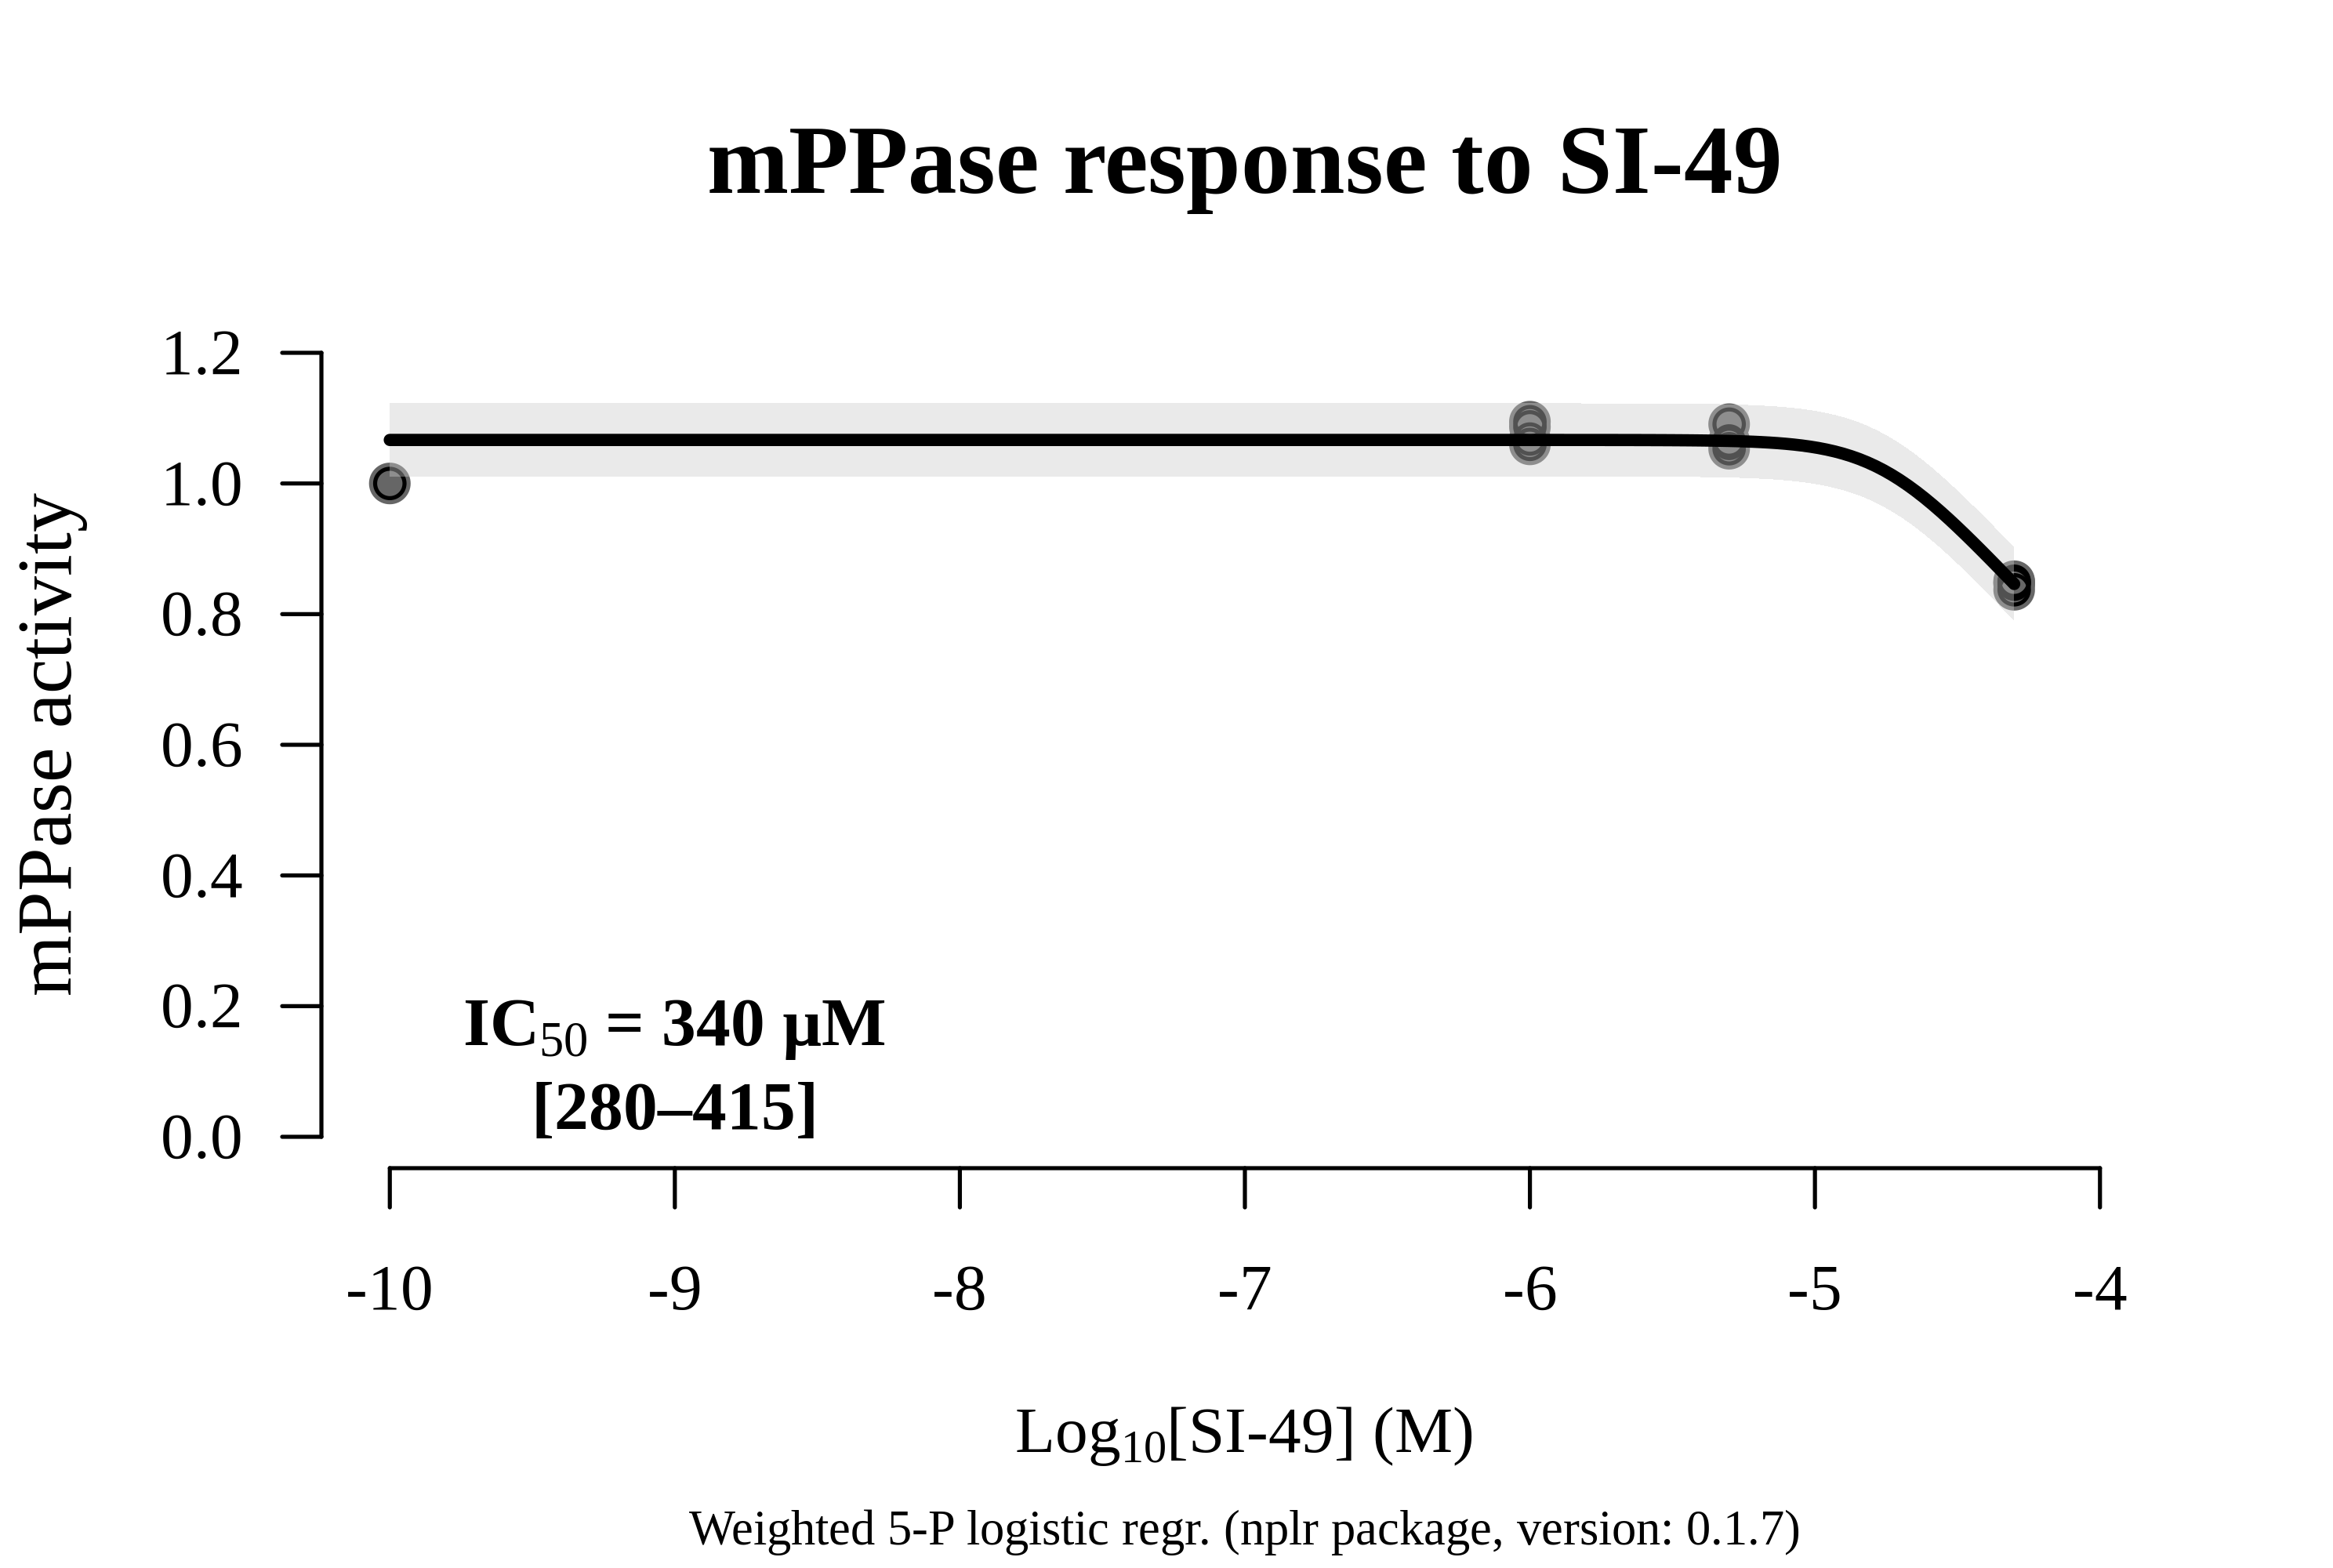 mPPase response to SI-49
mPPase activity
1.2
1.0
0.8
0.6
0.4
0.2
0.0
IC50 = 340 µM
[280–415]
-10 -9 -8 -7 -6 -5 -4
Log10[SI-49] (M)
Weighted 5-P logistic regr. (nplr package, version: 0.1.7)